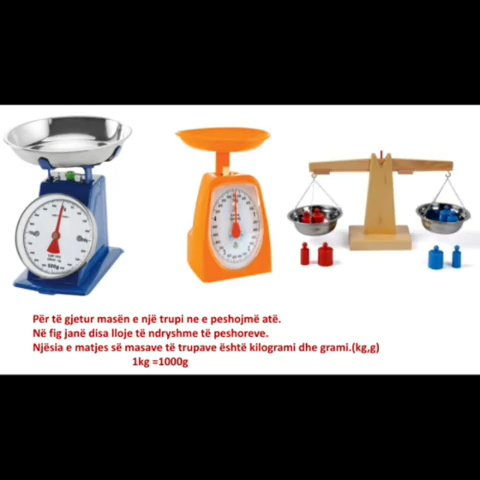 Për të gjetur masën e një trupi ne e peshojmë atë.
Në fig janë disa lloje të ndryshme të peshoreve.
Njësia e matjes së masave të trupave është kilogrami dhe grami.(kg,g)
1kg =1000g